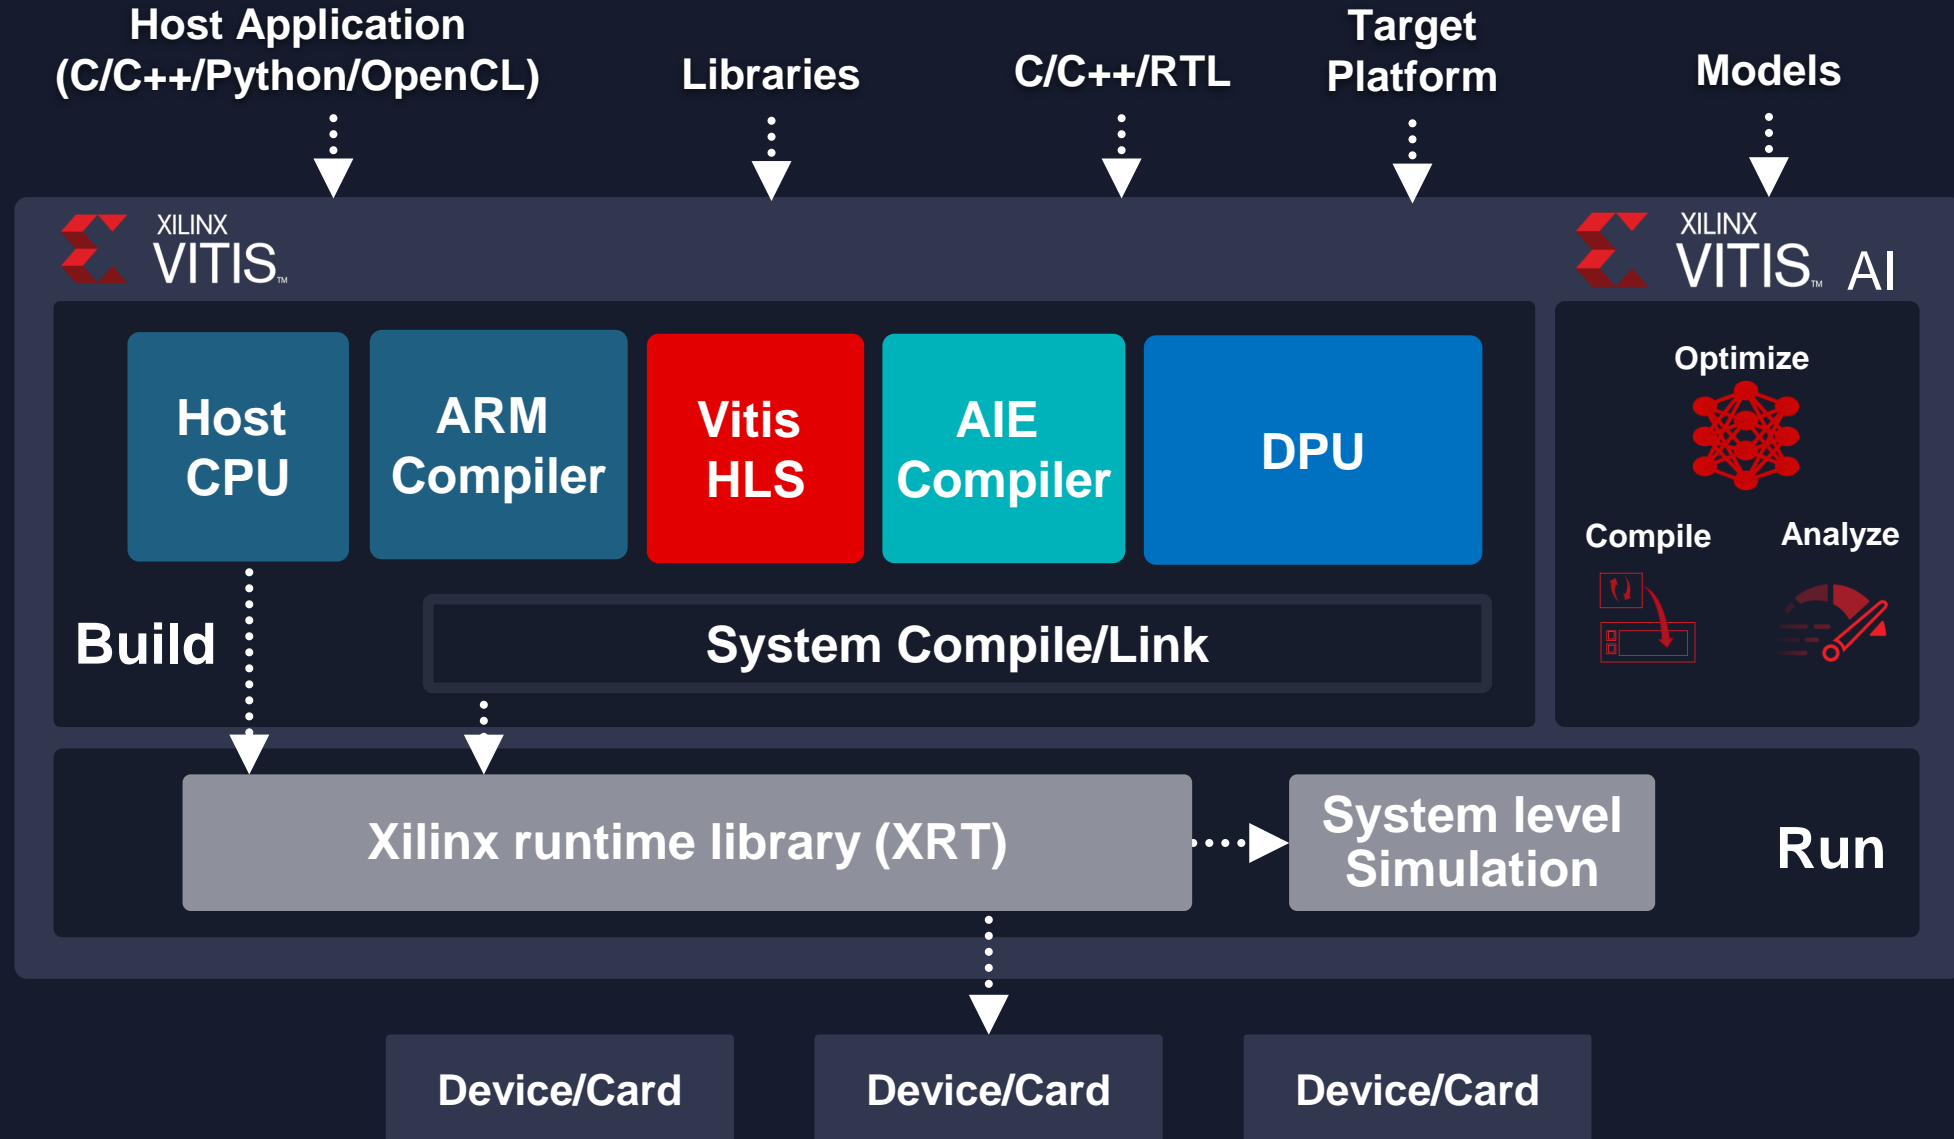 Host Application
(C/C++/Python/OpenCL)
Libraries
C/C++/RTL
Target
Platform
Models
XILINX
VITIS™
XILINX
VITIS™ AI
Host
CPU
ARM
Compiler
Vitis
HLS
AIE
Compiler
DPU
Optimize
Compile
Analyze
Build
System Compile/Link
Xilinx runtime library (XRT)
System level
Simulation
Run
Device/Card
Device/Card
Device/Card